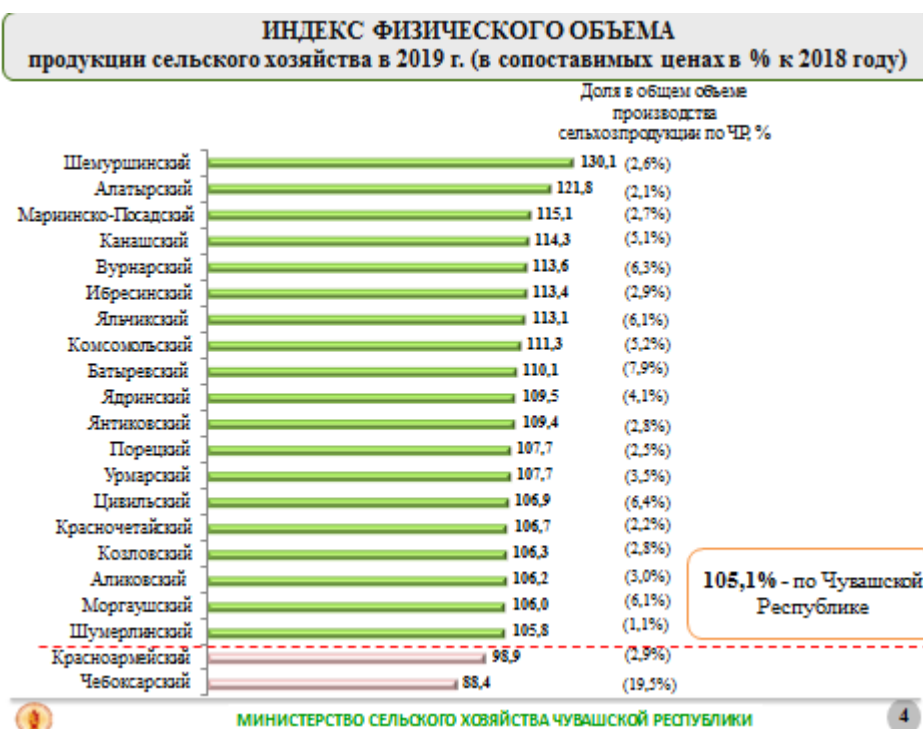 ИНДЕКС ФИЗИЧЕСКОГО ОБЪЕМА
продукции сельского хозяйства в 2019 г. (в сопоставимых ценах в % к 2018 году)
Доля в общем объеме
производства
сельхозпродукции по ЧР, %
Шемуршинский 130,1 (2,6%)
Алатырский 121,8 (2,1%)
Мариинско-Посадский 115,1 (2,7%)
Канашский 114,3 (5,1%)
Вурнарский 113,6 (6,3%)
Ибресинский 113,4 (2,9%)
Яльчикский 113,1 (6,1%)
Комсомольский 111,3 (5,2%)
Батыревский 110,1 (7,9%)
Ядринский 109,5 (4,1%)
Янтиковский 109,4 (2,8%)
Порецкий 107,7 (2,5%)
Урмарский 107,7 (3,5%)
Цивильский 106,9 (6,4%)
Красночетайский 106,7 (2,2%)
Козловский 106,3 (2,8%)
Аликовский 106,2 (3,0%)
Моргаушский 106,0 (6,1%)
Шумерлинский 105,8 (1,1%)
Красноармейский 98,9 (2,9%)
Чебоксарский 88,4 (19,5%)
105,1% - по Чувашской
Республике
МИНИСТЕРСТВО СЕЛЬСКОГО ХОЗЯЙСТВА ЧУВАШСКОЙ РЕСПУБЛИКИ
4